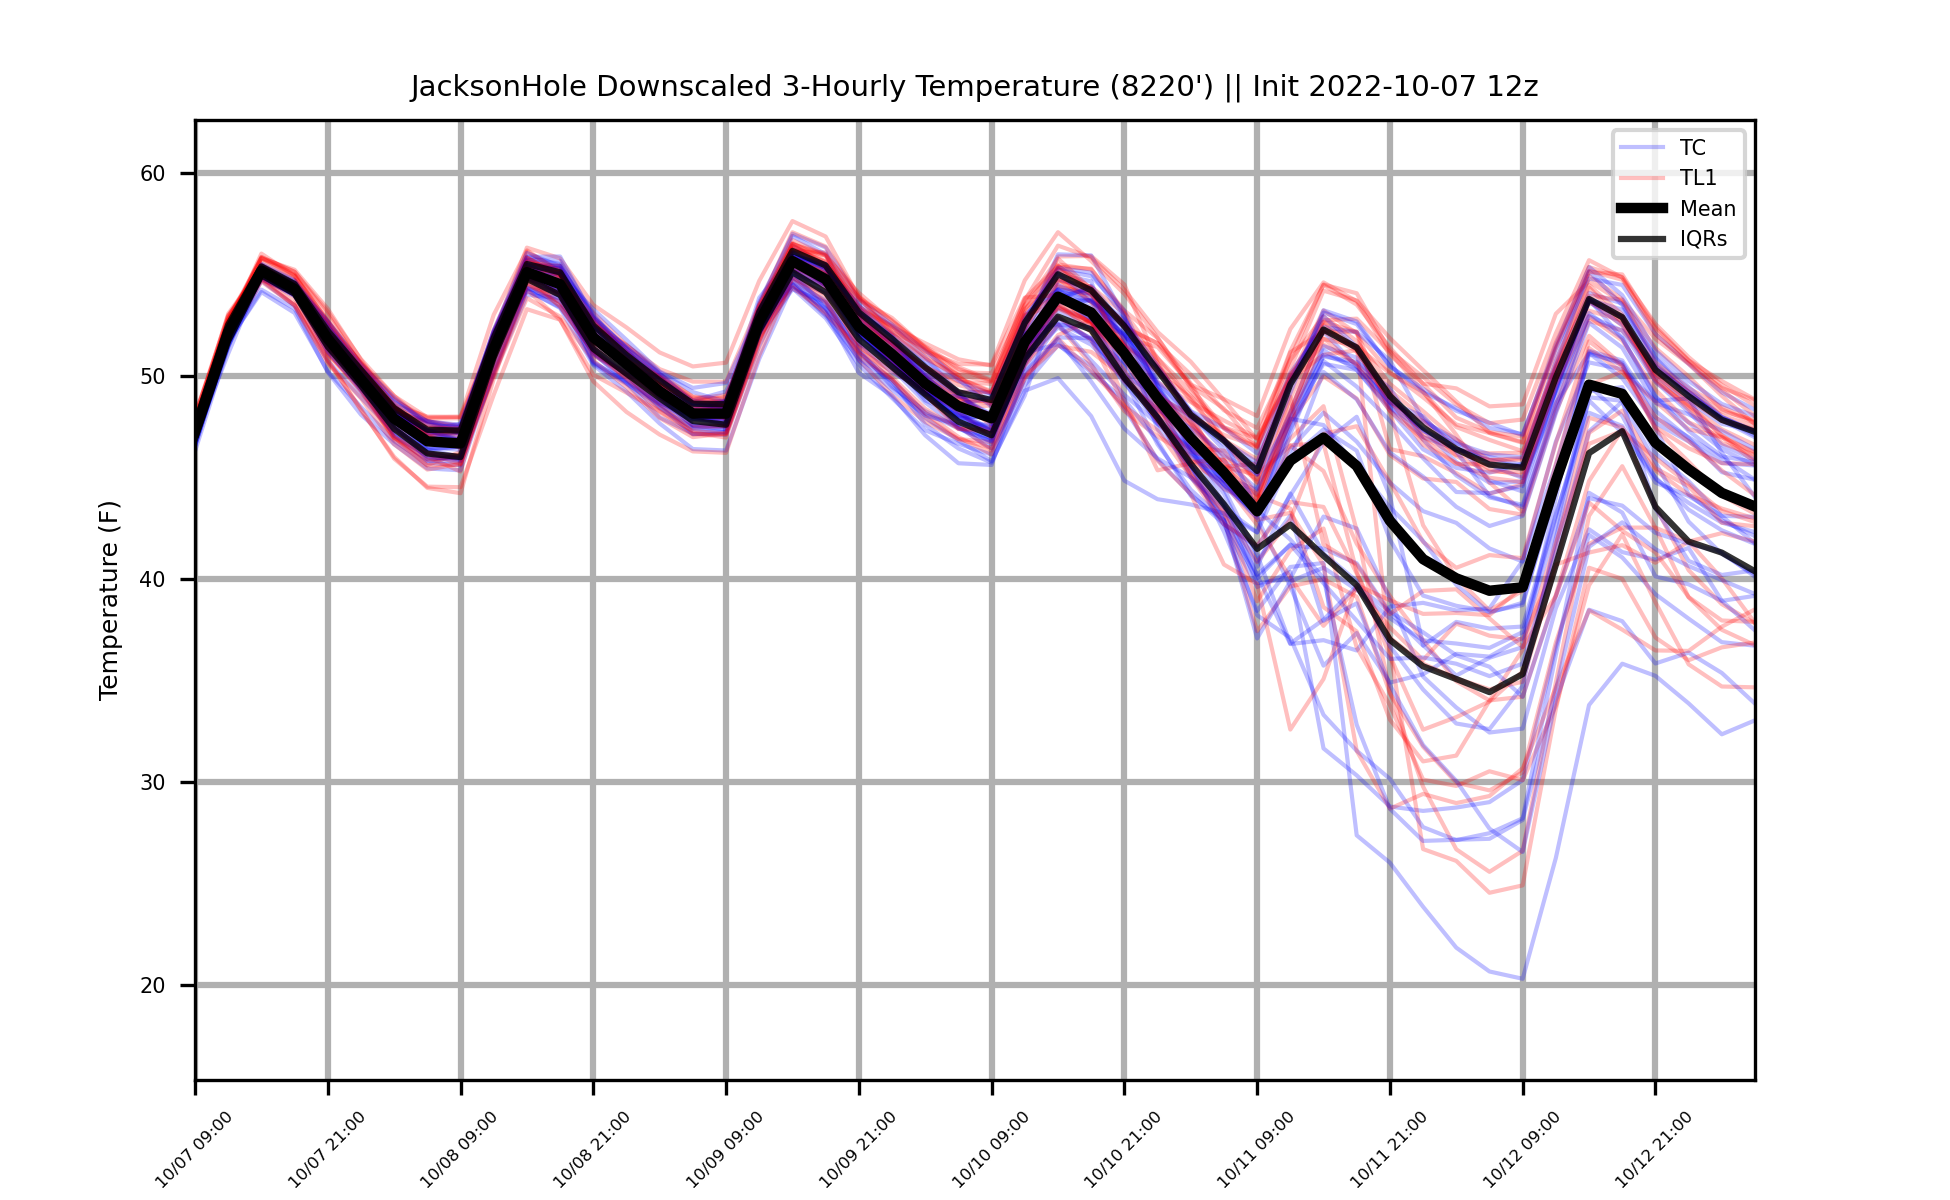 JacksonHole Downscaled 3-Hourly Temperature (8220') || Init 2022-10-07 12z
TC
TL1
Mean
IQRs
Temperature (F)
60
50
40
30
20
10/07 09:00
10/07 21:00
10/08 09:00
10/08 21:00
10/09 09:00
10/09 21:00
10/10 09:00
10/10 21:00
10/11 09:00
10/11 21:00
10/12 09:00
10/12 21:00